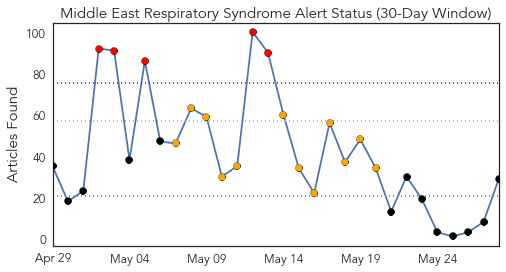 Middle East Respiratory Syndrome Alert Status (30-Day Window)
Articles Found
100
80
60
40
20
0
Apr 29 May 04 May 09 May 14 May 19 May 24